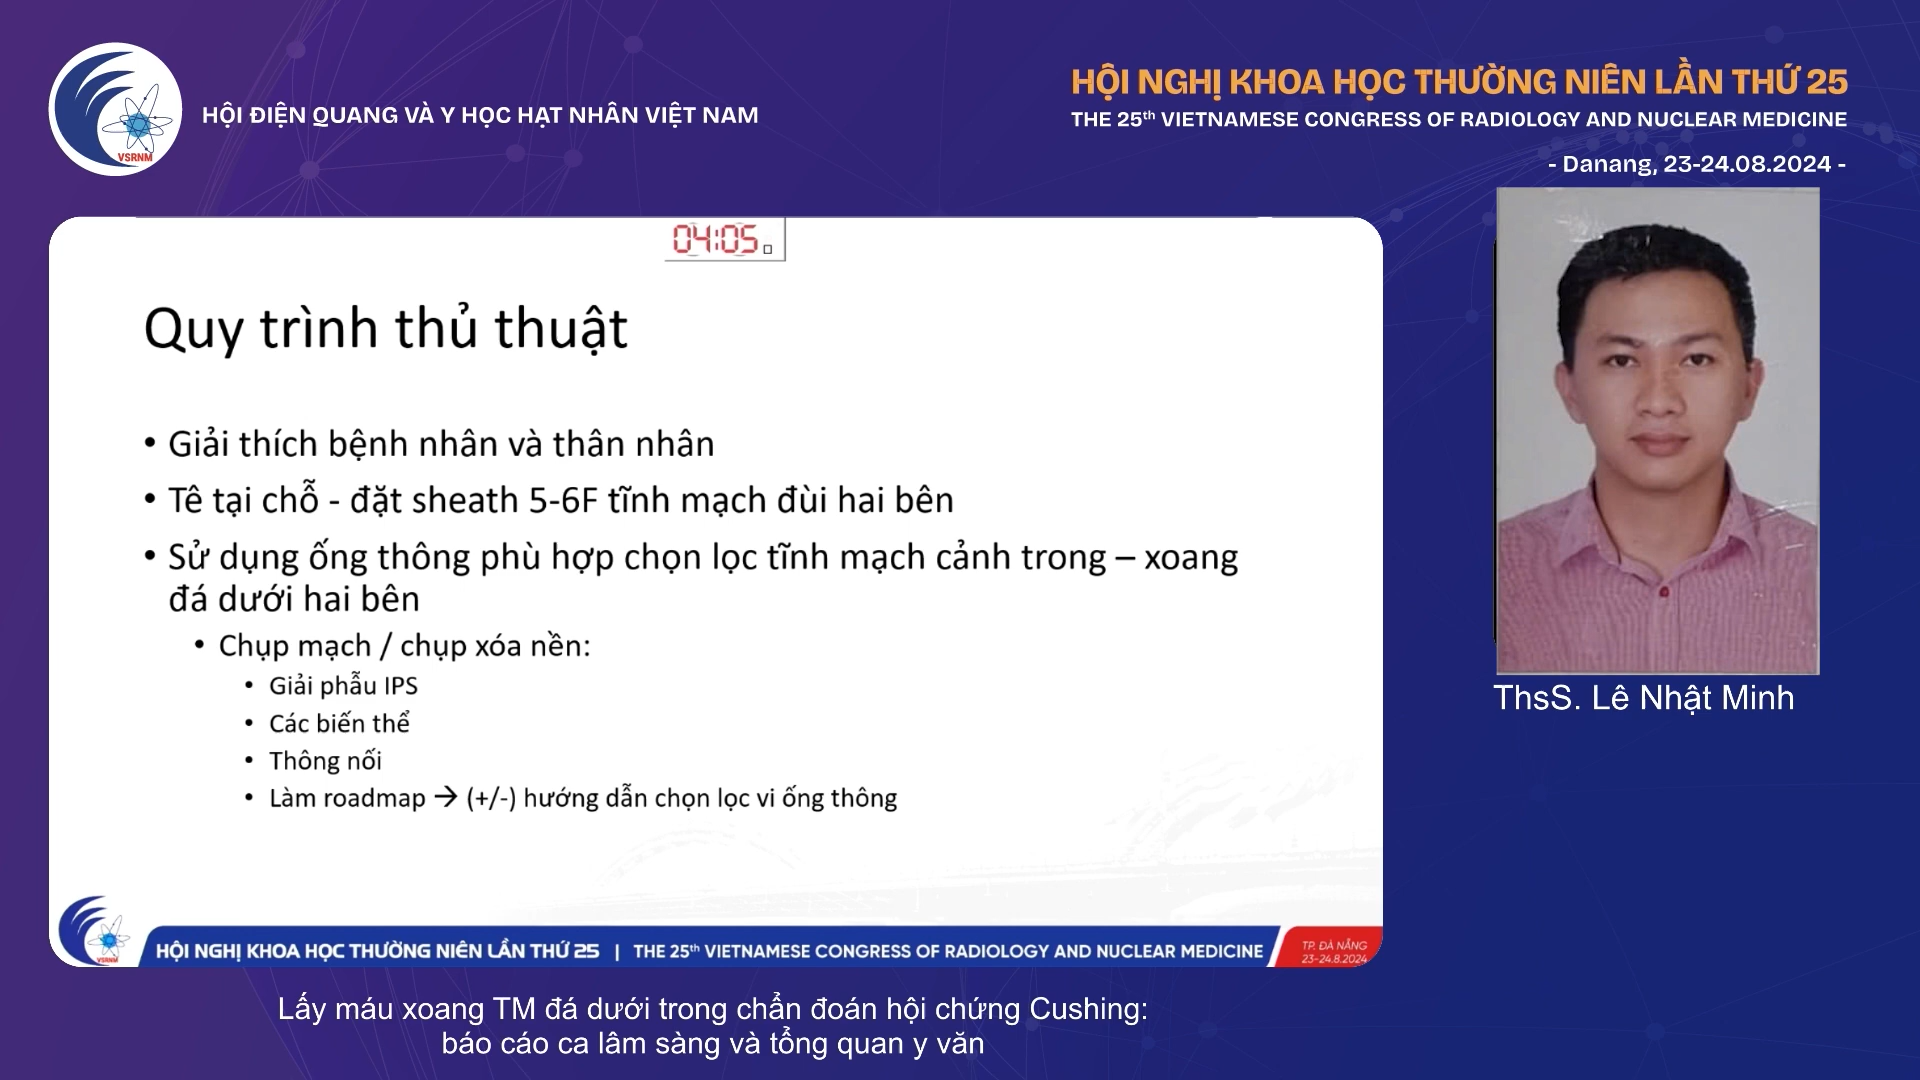 VSRNM
HỘI ĐIỆN QUANG VÀ Y HỌC HẠT NHÂN VIỆT NAM
HỘI NGHỊ KHOA HỌC THƯỜNG NIÊN LẦN THỨ 25
THE 25th VIETNAMESE CONGRESS OF RADIOLOGY AND NUCLEAR MEDICINE
- Danang, 23-24.08.2024 -
04:05
Quy trình thủ thuật
• Giải thích bệnh nhân và thân nhân
• Tê tại chỗ - đặt sheath 5-6F tĩnh mạch đùi hai bên
• Sử dụng ống thông phù hợp chọn lọc tĩnh mạch cảnh trong – xoang
đá dưới hai bên
• Chụp mạch / chụp xóa nền:
• Giải phẫu IPS
• Các biến thể
• Thông nối
• Làm roadmap → (+/-) hướng dẫn chọn lọc vi ống thông
VSRNM
HỘI NGHỊ KHOA HỌC THƯỜNG NIÊN LẦN THỨ 25 | THE 25th VIETNAMESE CONGRESS OF RADIOLOGY AND NUCLEAR MEDICINE
TP. ĐÀ NẴNG
23-24.8.2024
ThsS. Lê Nhật Minh
Lấy máu xoang TM đá dưới trong chẩn đoán hội chứng Cushing:
báo cáo ca lâm sàng và tổng quan y văn